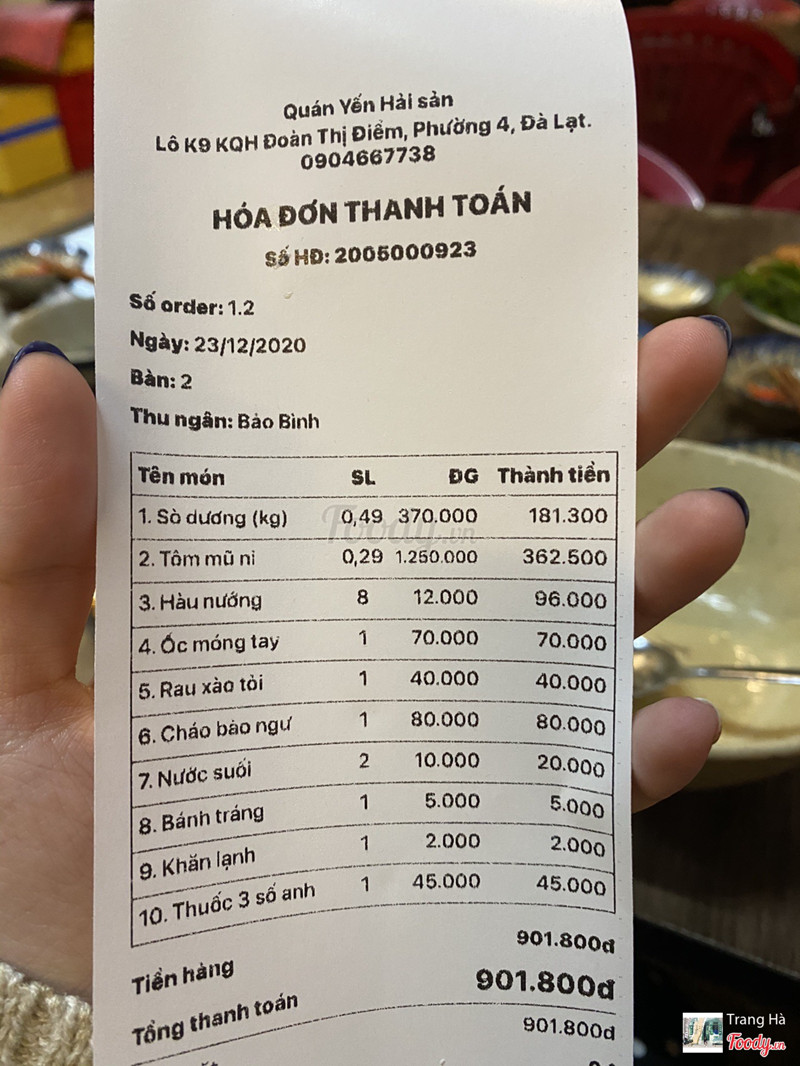 Quán Yến Hải sản
Lô K9 KQH Đoàn Thị Điểm, Phường 4, Đà Lạt.
0904667738
HÓA ĐƠN THANH TOÁN
Số HĐ: 2005000923
Số order: 1.2
Ngày: 23/12/2020
Bàn: 2
Thu ngân: Bảo Bình
Tên món SL ĐG Thành tiền
1. Sò dương (kg) 0,49 370.000 181.300
2. Tôm mũ ni 0,29 1.250.000 362.500
3. Hàu nướng 8 12.000 96.000
4. Ốc móng tay 1 70.000 70.000
5. Rau xào tỏi 1 40.000 40.000
6. Cháo bào ngư 1 80.000 80.000
7. Nước suối 2 10.000 20.000
8. Bánh tráng 1 5.000 5.000
9. Khăn lạnh 1 2.000 2.000
10. Thuốc 3 số anh 1 45.000 45.000
Tiền hàng 901.800đ
Tổng thanh toán 901.800đ
901.800đ
Foody.vn
Trang Hà
Foody.vn